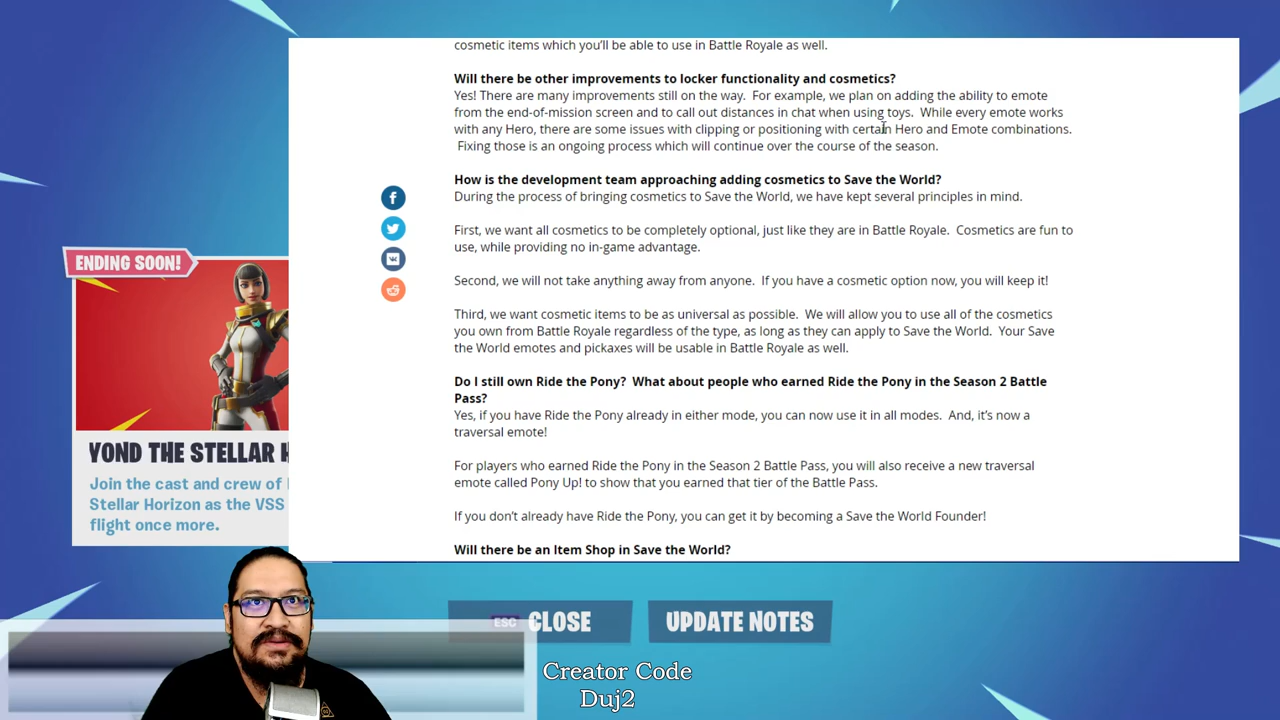 cosmetic items which you'll be able to use in Battle Royale as well.
Will there be other improvements to locker functionality and cosmetics?
Yes! There are many improvements still on the way.  For example, we plan on adding the ability to emote
from the end-of-mission screen and to call out distances in chat when using toys.  While every emote works
with any Hero, there are some issues with clipping or positioning with certain Hero and Emote combinations.
Fixing those is an ongoing process which will continue over the course of the season.
How is the development team approaching adding cosmetics to Save the World?
During the process of bringing cosmetics to Save the World, we have kept several principles in mind.
First, we want all cosmetics to be completely optional, just like they are in Battle Royale.  Cosmetics are fun to
use, while providing no in-game advantage.
Second, we will not take anything away from anyone.  If you have a cosmetic option now, you will keep it!
Third, we want cosmetic items to be as universal as possible.  We will allow you to use all of the cosmetics
you own from Battle Royale regardless of the type, as long as they can apply to Save the World.  Your Save
the World emotes and pickaxes will be usable in Battle Royale as well.
Do I still own Ride the Pony?  What about people who earned Ride the Pony in the Season 2 Battle
Pass?
Yes, if you have Ride the Pony already in either mode, you can now use it in all modes.  And, it's now a
traversal emote!
For players who earned Ride the Pony in the Season 2 Battle Pass, you will also receive a new traversal
emote called Pony Up! to show that you earned that tier of the Battle Pass.
If you don't already have Ride the Pony, you can get it by becoming a Save the World Founder!
Will there be an Item Shop in Save the World?
ENDING SOON!
YOND THE STELLAR H
Join the cast and crew of
Stellar Horizon as the VSS
flight once more.
ESC CLOSE
UPDATE NOTES
Creator Code
Duj2